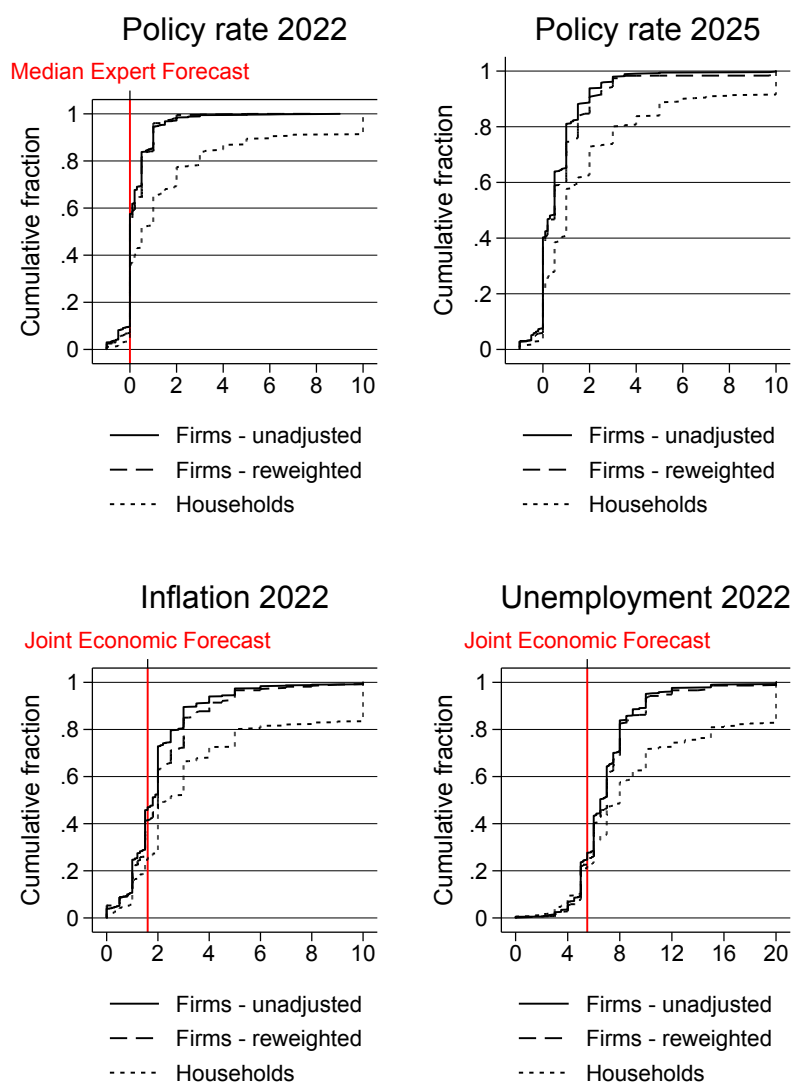 Policy rate 2022
Median Expert Forecast
Cumulative fraction
1
.8
.6
.4
.2
0
0 2 4 6 8 10
Firms - unadjusted
Firms - reweighted
Households
Policy rate 2025
Cumulative fraction
1
.8
.6
.4
.2
0
0 2 4 6 8 10
Firms - unadjusted
Firms - reweighted
Households
Inflation 2022
Joint Economic Forecast
Cumulative fraction
1
.8
.6
.4
.2
0
0 2 4 6 8 10
Firms - unadjusted
Firms - reweighted
Households
Unemployment 2022
Joint Economic Forecast
Cumulative fraction
1
.8
.6
.4
.2
0
0 4 8 12 16 20
Firms - unadjusted
Firms - reweighted
Households